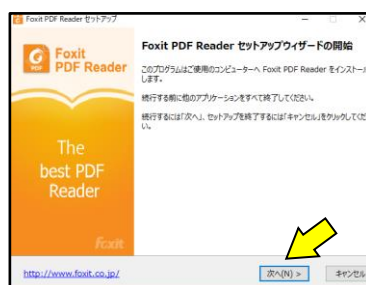 Foxit PDF Reader セットアップ
Foxit
PDF Reader
PDF
The
best PDF
Reader
Foxit
Foxit PDF Reader セットアップウィザードの開始
このプログラムはご使用のコンピューターへ Foxit PDF Reader をインストール
します。
続行する前に他のアプリケーションをすべて終了してください。
続行するには「次へ」、セットアップを終了するには「キャンセル」をクリックしてくだ
い。
http://www.foxit.co.jp/
次へ(N) >
キャンセル